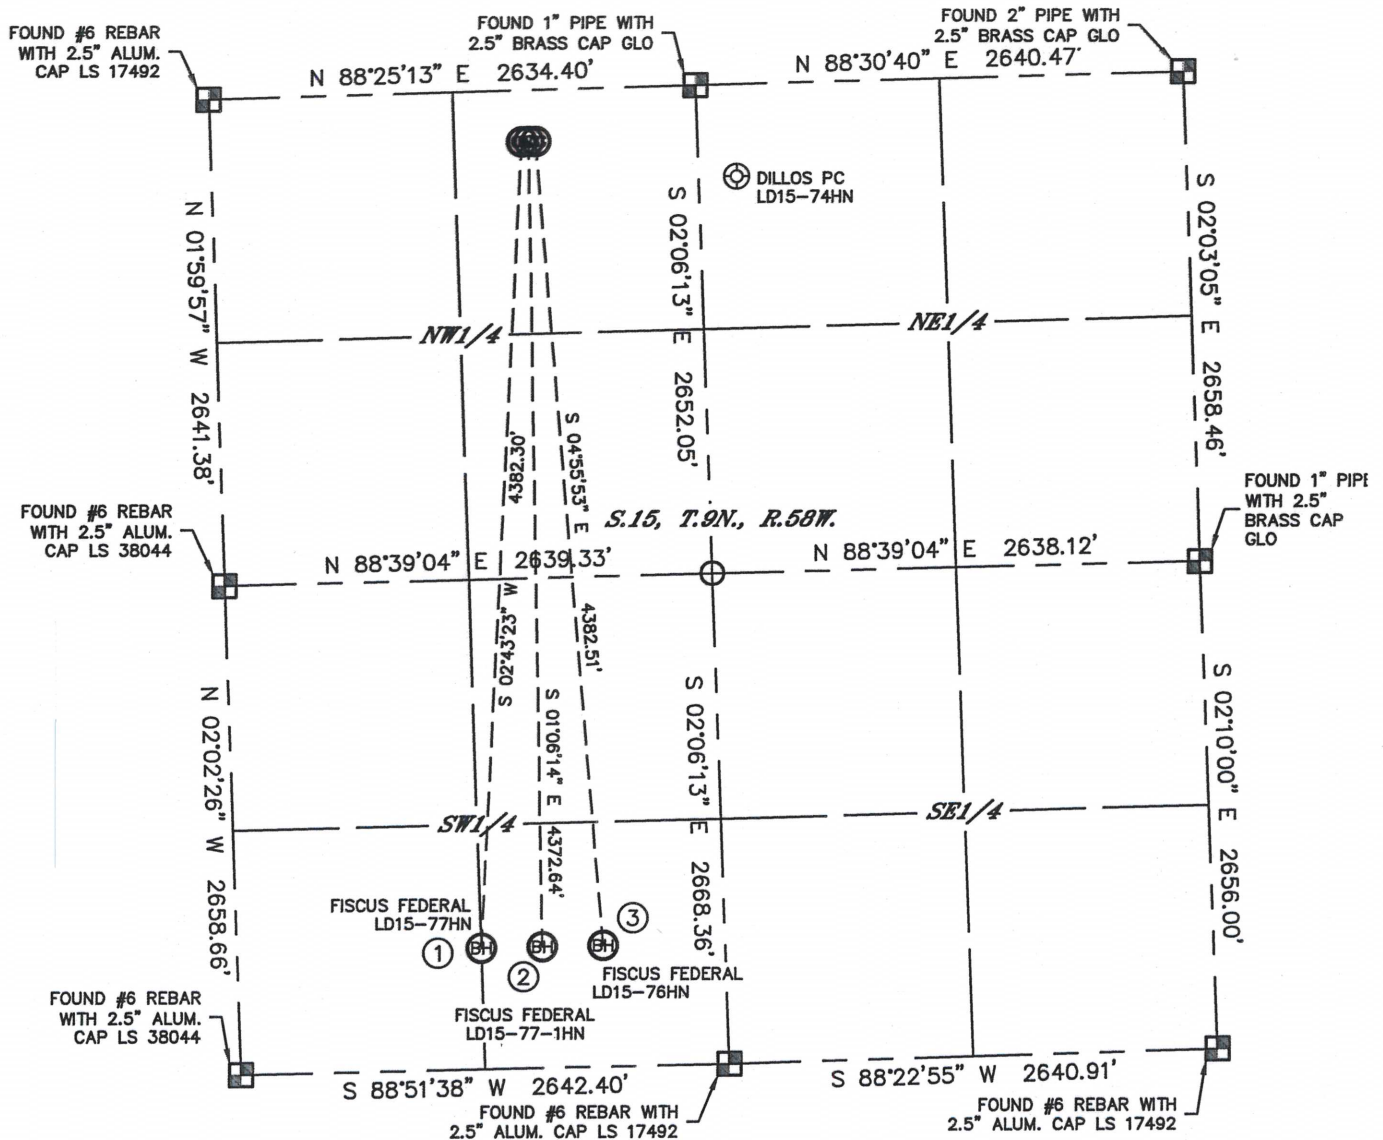 FOUND #6 REBAR
WITH 2.5" ALUM.
CAP LS 17492
FOUND 1" PIPE WITH
2.5" BRASS CAP GLO
FOUND 2" PIPE WITH
2.5" BRASS CAP GLO
N 88°25'13" E 2634.40'
N 88°30'40" E 2640.47'
DILLOS PC
LD15-74HN
N 01°59'57" W 2641.38'
S 02°06'13" E 2652.05'
S 02°03'05" E 2658.46'
NW1/4
NE1/4
4382.30'
S 04°55'53" E
FOUND #6 REBAR
WITH 2.5" ALUM.
CAP LS 38044
S.15, T.9N., R.58W.
FOUND 1" PIPE
WITH 2.5"
BRASS CAP
GLO
N 88°39'04" E 2639.33'
N 88°39'04" E 2638.12'
S 02°43'23" W
4382.51'
N 02°02'26" W 2658.66'
S 01°06'14" E 4372.64'
S 02°06'13" E 2668.36'
S 02°10'00" E 2656.00'
SW1/4
SE1/4
FISCUS FEDERAL
LD15-77HN
1
BH
2
BH
3
BH
FISCUS FEDERAL
LD15-76HN
FISCUS FEDERAL
LD15-77-1HN
FOUND #6 REBAR
WITH 2.5" ALUM.
CAP LS 38044
S 88°51'38" W 2642.40'
S 88°22'55" W 2640.91'
FOUND #6 REBAR WITH
2.5" ALUM. CAP LS 17492
FOUND #6 REBAR WITH
2.5" ALUM. CAP LS 17492